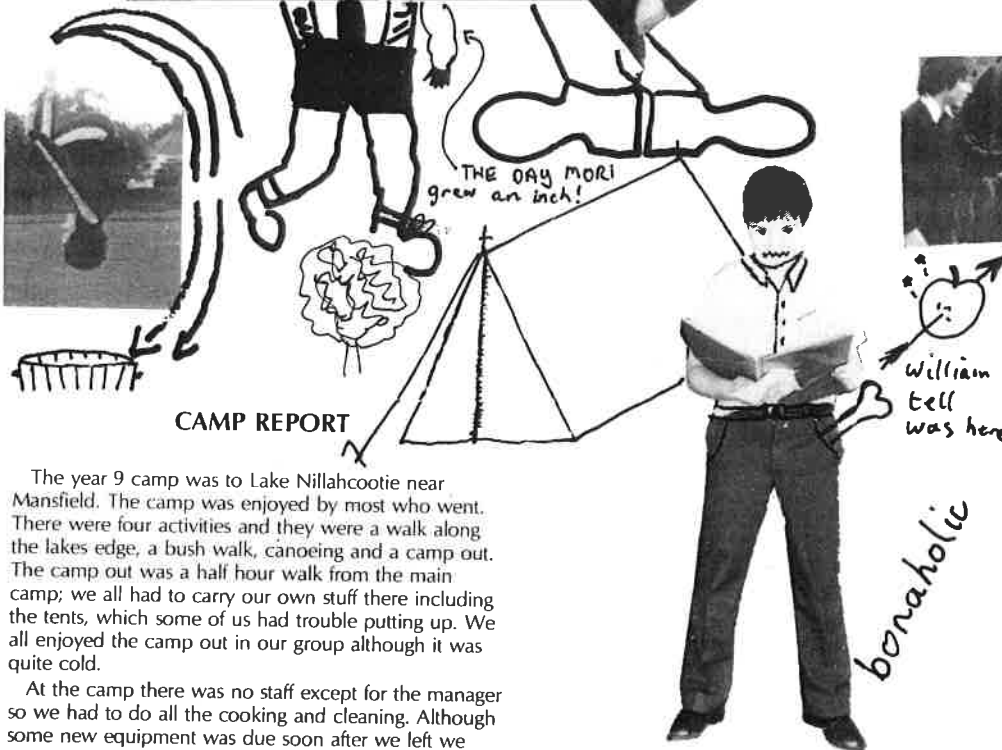 THE DAY MORI
grew an inch!
William
tell
was here
CAMP REPORT
The year 9 camp was to Lake Nillahcootie near
Mansfield. The camp was enjoyed by most who went.
There were four activities and they were a walk along
the lakes edge, a bush walk, canoeing and a camp out.
The camp out was a half hour walk from the main
camp; we all had to carry our own stuff there including
the tents, which some of us had trouble putting up. We
all enjoyed the camp out in our group although it was
quite cold.
At the camp there was no staff except for the manager
so we had to do all the cooking and cleaning. Although
some new equipment was due soon after we left we
bonaholic